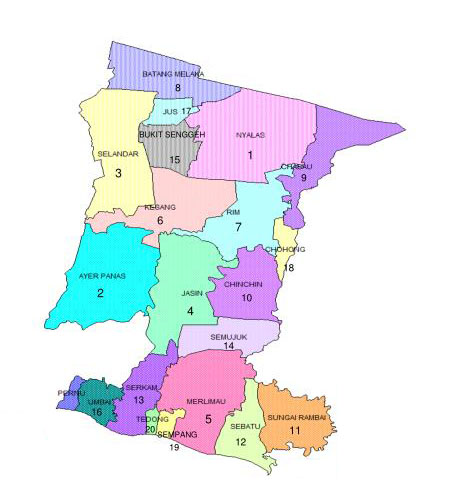 BATANG MELAKA
8
JUS 17
BUKIT SENGGEH
15
NYALAS
1
SELANDAR
3
CHABAU
9
KESANG
6
RIM
7
CHOHONG
18
AYER PANAS
2
CHINCHIN
10
JASIN
4
SEMUJUK
14
PERNU
UMBAI
16
SERKAM
13
MERLIMAU
5
TEDONG
20
SEMPANG
19
SEBATU
12
SUNGAI RAMBAI
11